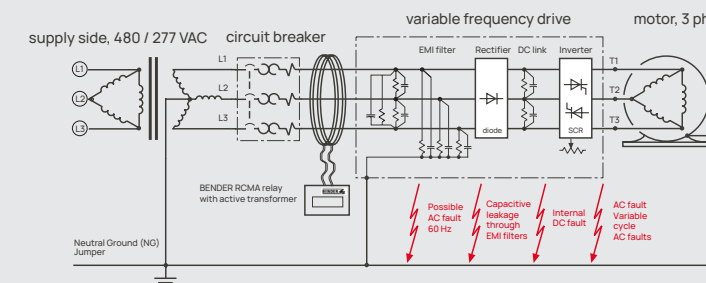 variable frequency drive
motor, 3 ph
supply side, 480 / 277 VAC
circuit breaker
EMI filter
Rectifier
DC link
Inverter
L1
L1
T1
L2
L2
T2
L3
L3
T3
diode
SCR
BENDER RCMA relay
with active transformer
BENDER
Possible
AC fault
60 Hz
Capacitive
leakage
through
EMI filters
Internal
DC fault
AC fault
Variable
cycle
AC faults
Neutral Ground (NG)
Jumper